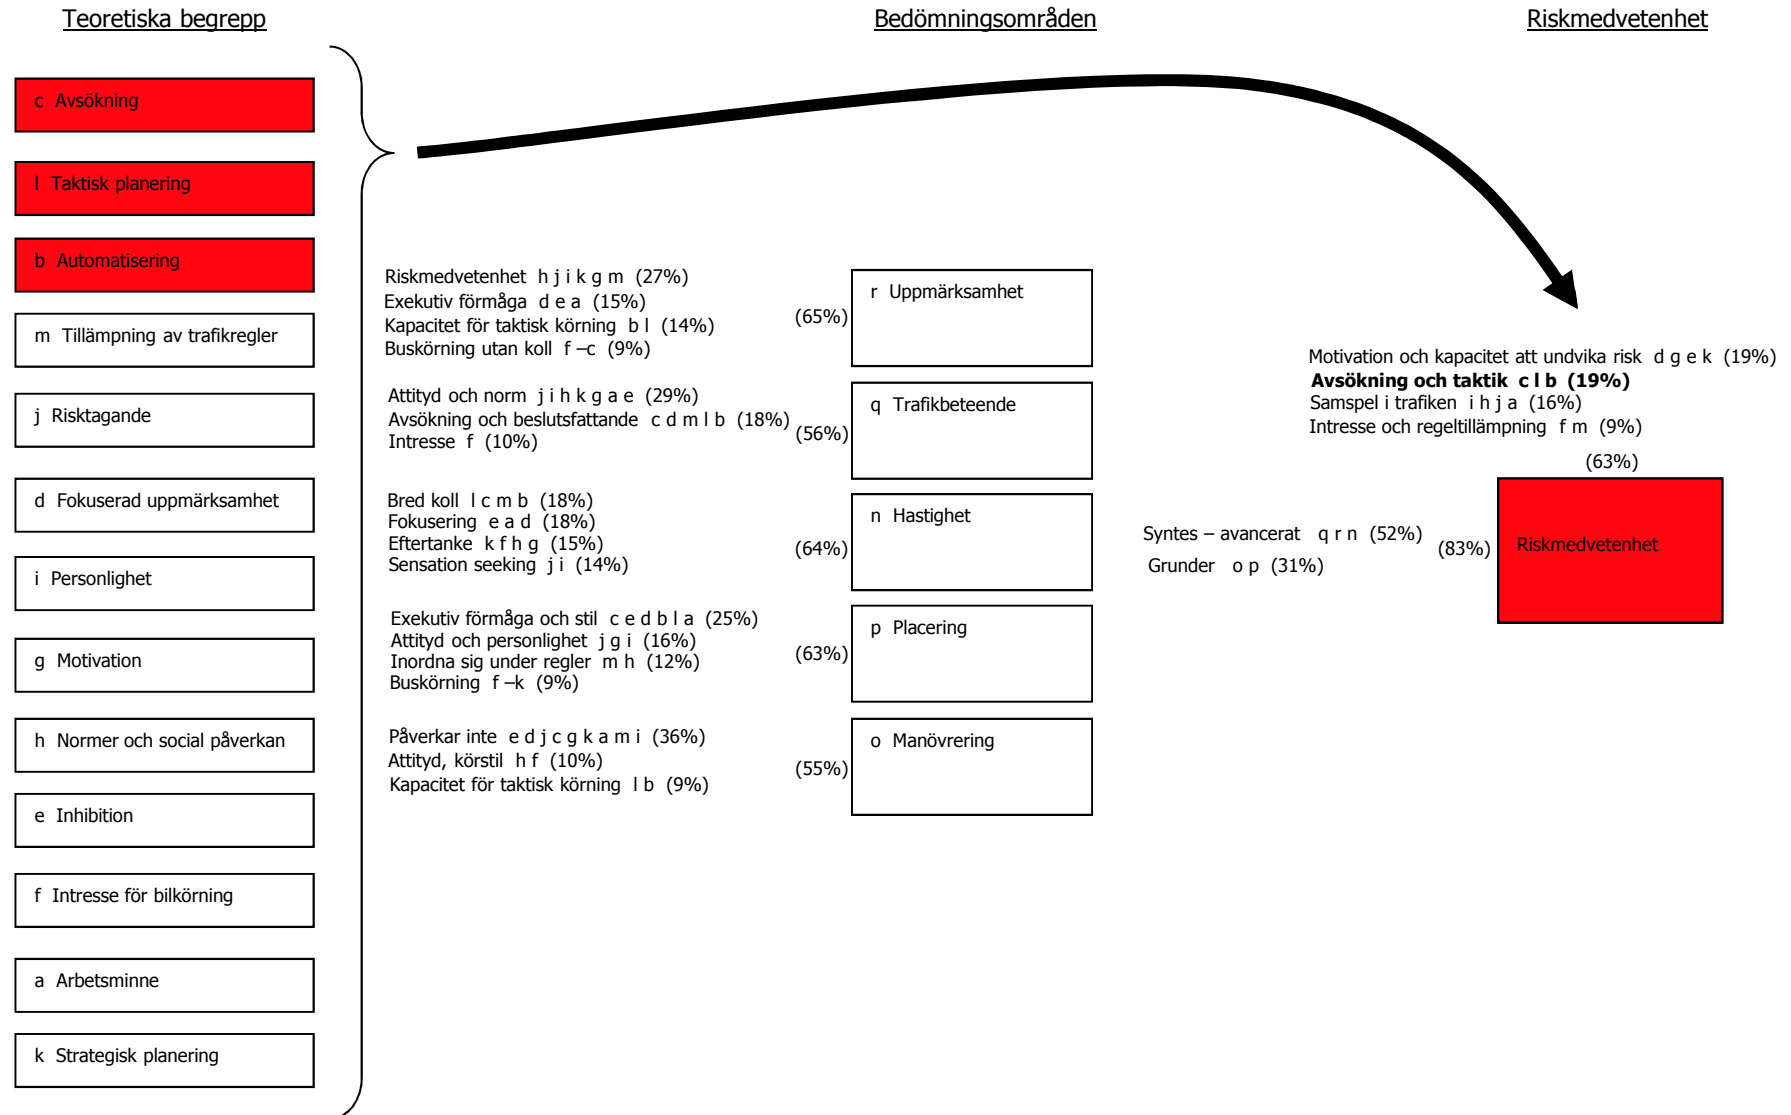 Teoretiska begrepp
Bedömningsområden
Riskmedvetenhet
c Avsökning
l Taktisk planering
b Automatisering
m Tillämpning av trafikregler
j Risktagande
d Fokuserad uppmärksamhet
i Personlighet
g Motivation
h Normer och social påverkan
e Inhibition
f Intresse för bilkörning
a Arbetsminne
k Strategisk planering
Riskmedvetenhet h j i k g m (27%)
Exekutiv förmåga d e a (15%)
Kapacitet för taktisk körning b l (14%)
Buskörning utan koll f –c (9%)
(65%)
r Uppmärksamhet
Attityd och norm j i h k g a e (29%)
Avsökning och beslutsfattande c d m l b (18%)
Intresse f (10%)
(56%)
q Trafikbeteende
Bred koll l c m b (18%)
Fokusering e a d (18%)
Eftertanke k f h g (15%)
Sensation seeking j i (14%)
(64%)
n Hastighet
Exekutiv förmåga och stil c e d b l a (25%)
Attityd och personlighet j g i (16%)
Inordna sig under regler m h (12%)
Buskörning f –k (9%)
(63%)
p Placering
Påverkar inte e d j c g k a m i (36%)
Attityd, körstil h f (10%)
Kapacitet för taktisk körning l b (9%)
(55%)
o Manövrering
Motivation och kapacitet att undvika risk d g e k (19%)
Avsökning och taktik c l b (19%)
Samspel i trafiken i h j a (16%)
Intresse och regeltillämpning f m (9%)
(63%)
Syntes – avancerat q r n (52%)
Grunder o p (31%)
(83%)
Riskmedvetenhet